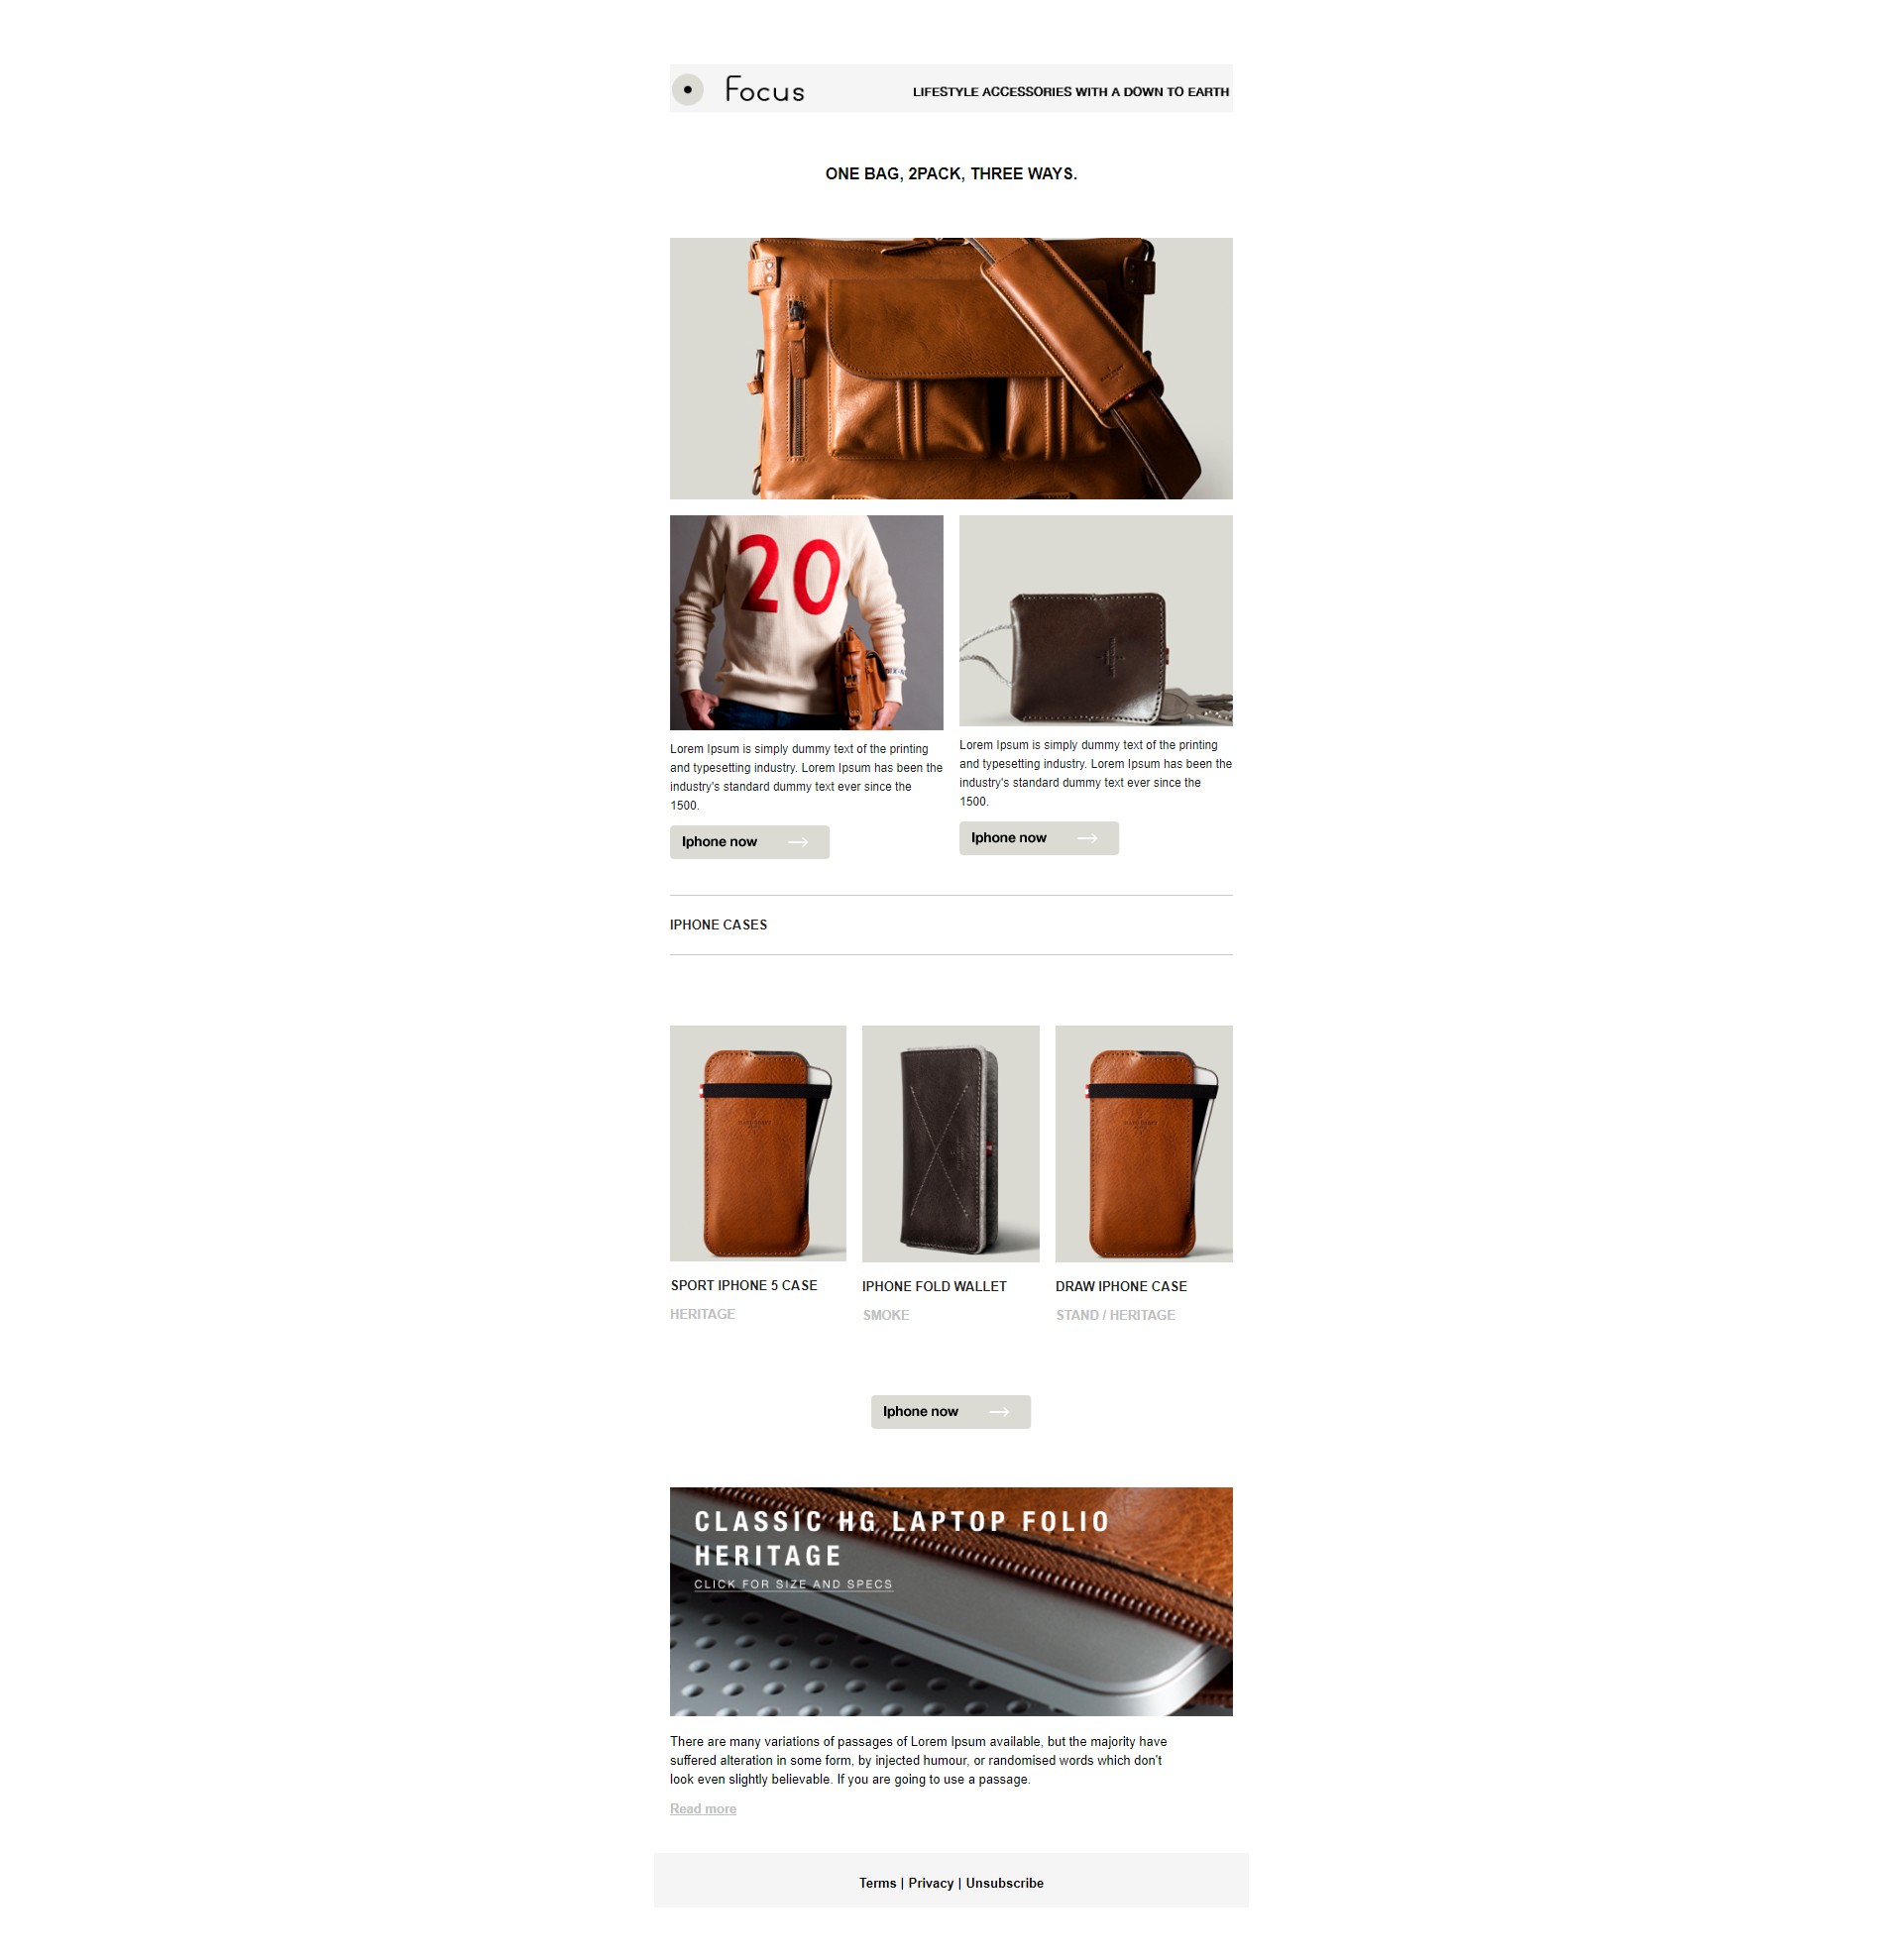 Focus
LIFESTYLE ACCESSORIES WITH A DOWN TO EARTH
ONE BAG, 2PACK, THREE WAYS.
20
Lorem Ipsum is simply dummy text of the printing
and typesetting industry. Lorem Ipsum has been the
industry's standard dummy text ever since the
1500.
Iphone now
Lorem Ipsum is simply dummy text of the printing
and typesetting industry. Lorem Ipsum has been the
industry's standard dummy text ever since the
1500.
Iphone now
IPHONE CASES
SPORT IPHONE 5 CASE
HERITAGE
IPHONE FOLD WALLET
SMOKE
DRAW IPHONE CASE
STAND / HERITAGE
Iphone now
CLASSIC HG LAPTOP FOLIO
HERITAGE
CLICK FOR SIZE AND SPECS
There are many variations of passages of Lorem Ipsum available, but the majority have
suffered alteration in some form, by injected humour, or randomised words which don't
look even slightly believable. If you are going to use a passage.
Read more
Terms | Privacy | Unsubscribe